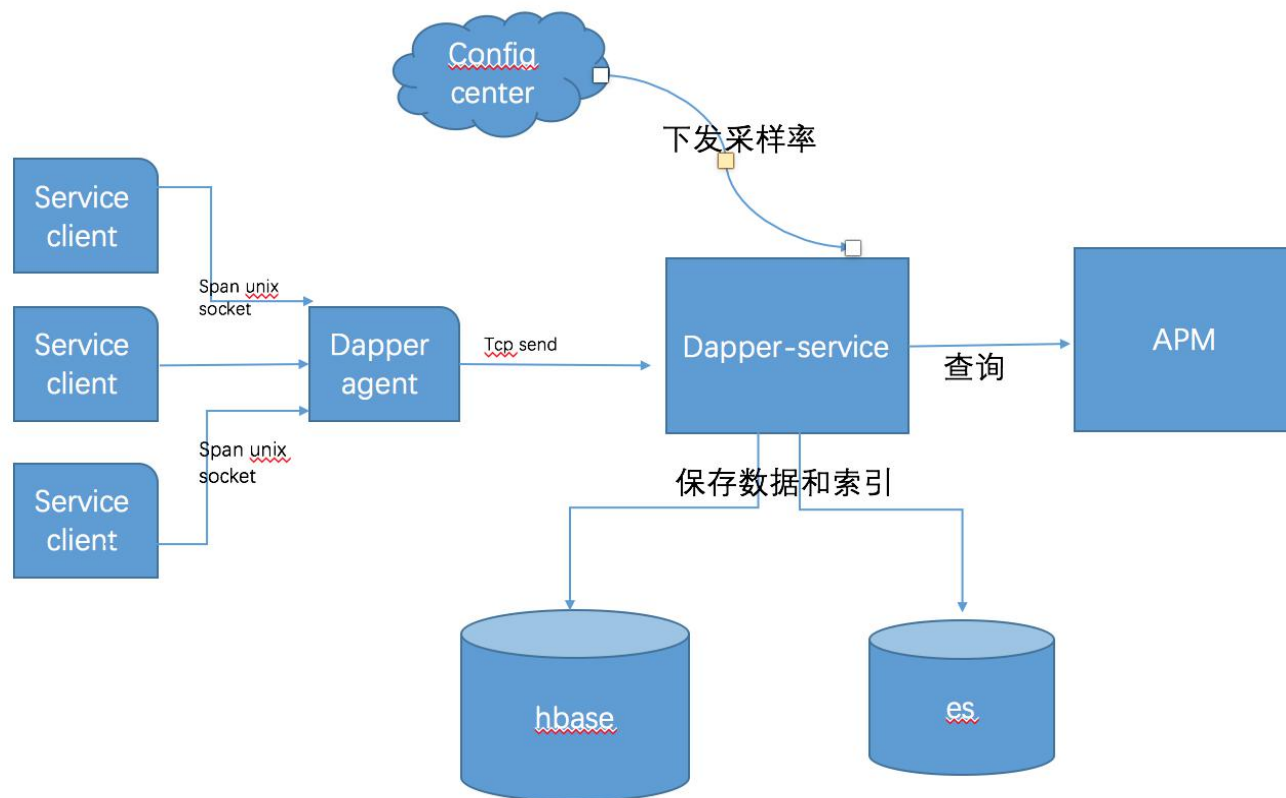 Config
center
下发采样率
Service
client
Span unix
socket
Service
client
Dapper
agent
Tcp send
Dapper-service
查询
APM
Span unix
socket
Service
client
保存数据和索引
hbase
es